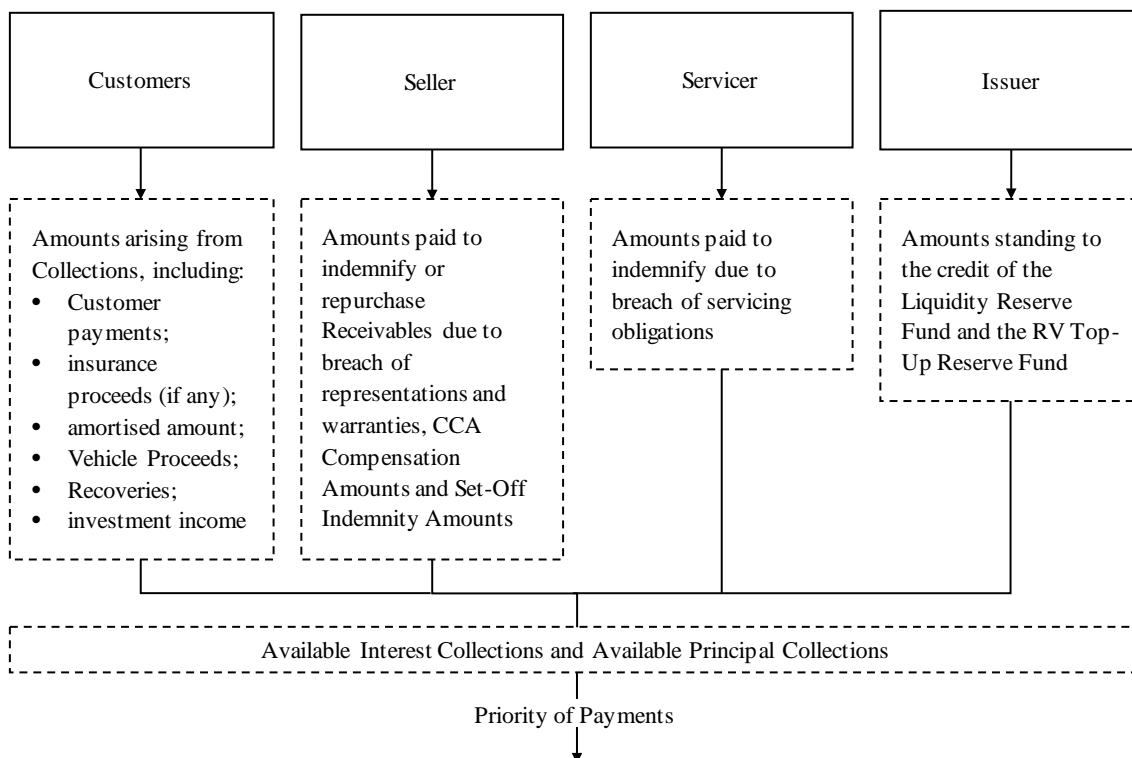 Customers
Seller
Servicer
Issuer
Amounts arising from
Collections, including:
• Customer
payments;
• insurance
proceeds (if any);
• amortised amount;
• Vehicle Proceeds;
• Recoveries;
• investment income
Amounts paid to
indemnify or
repurchase
Receivables due to
breach of
representations and
warranties, CCA
Compensation
Amounts and Set-Off
Indemnity Amounts
Amounts paid to
indemnify due to
breach of servicing
obligations
Amounts standing to
the credit of the
Liquidity Reserve
Fund and the RV Top-
Up Reserve Fund
Available Interest Collections and Available Principal Collections
Priority of Payments